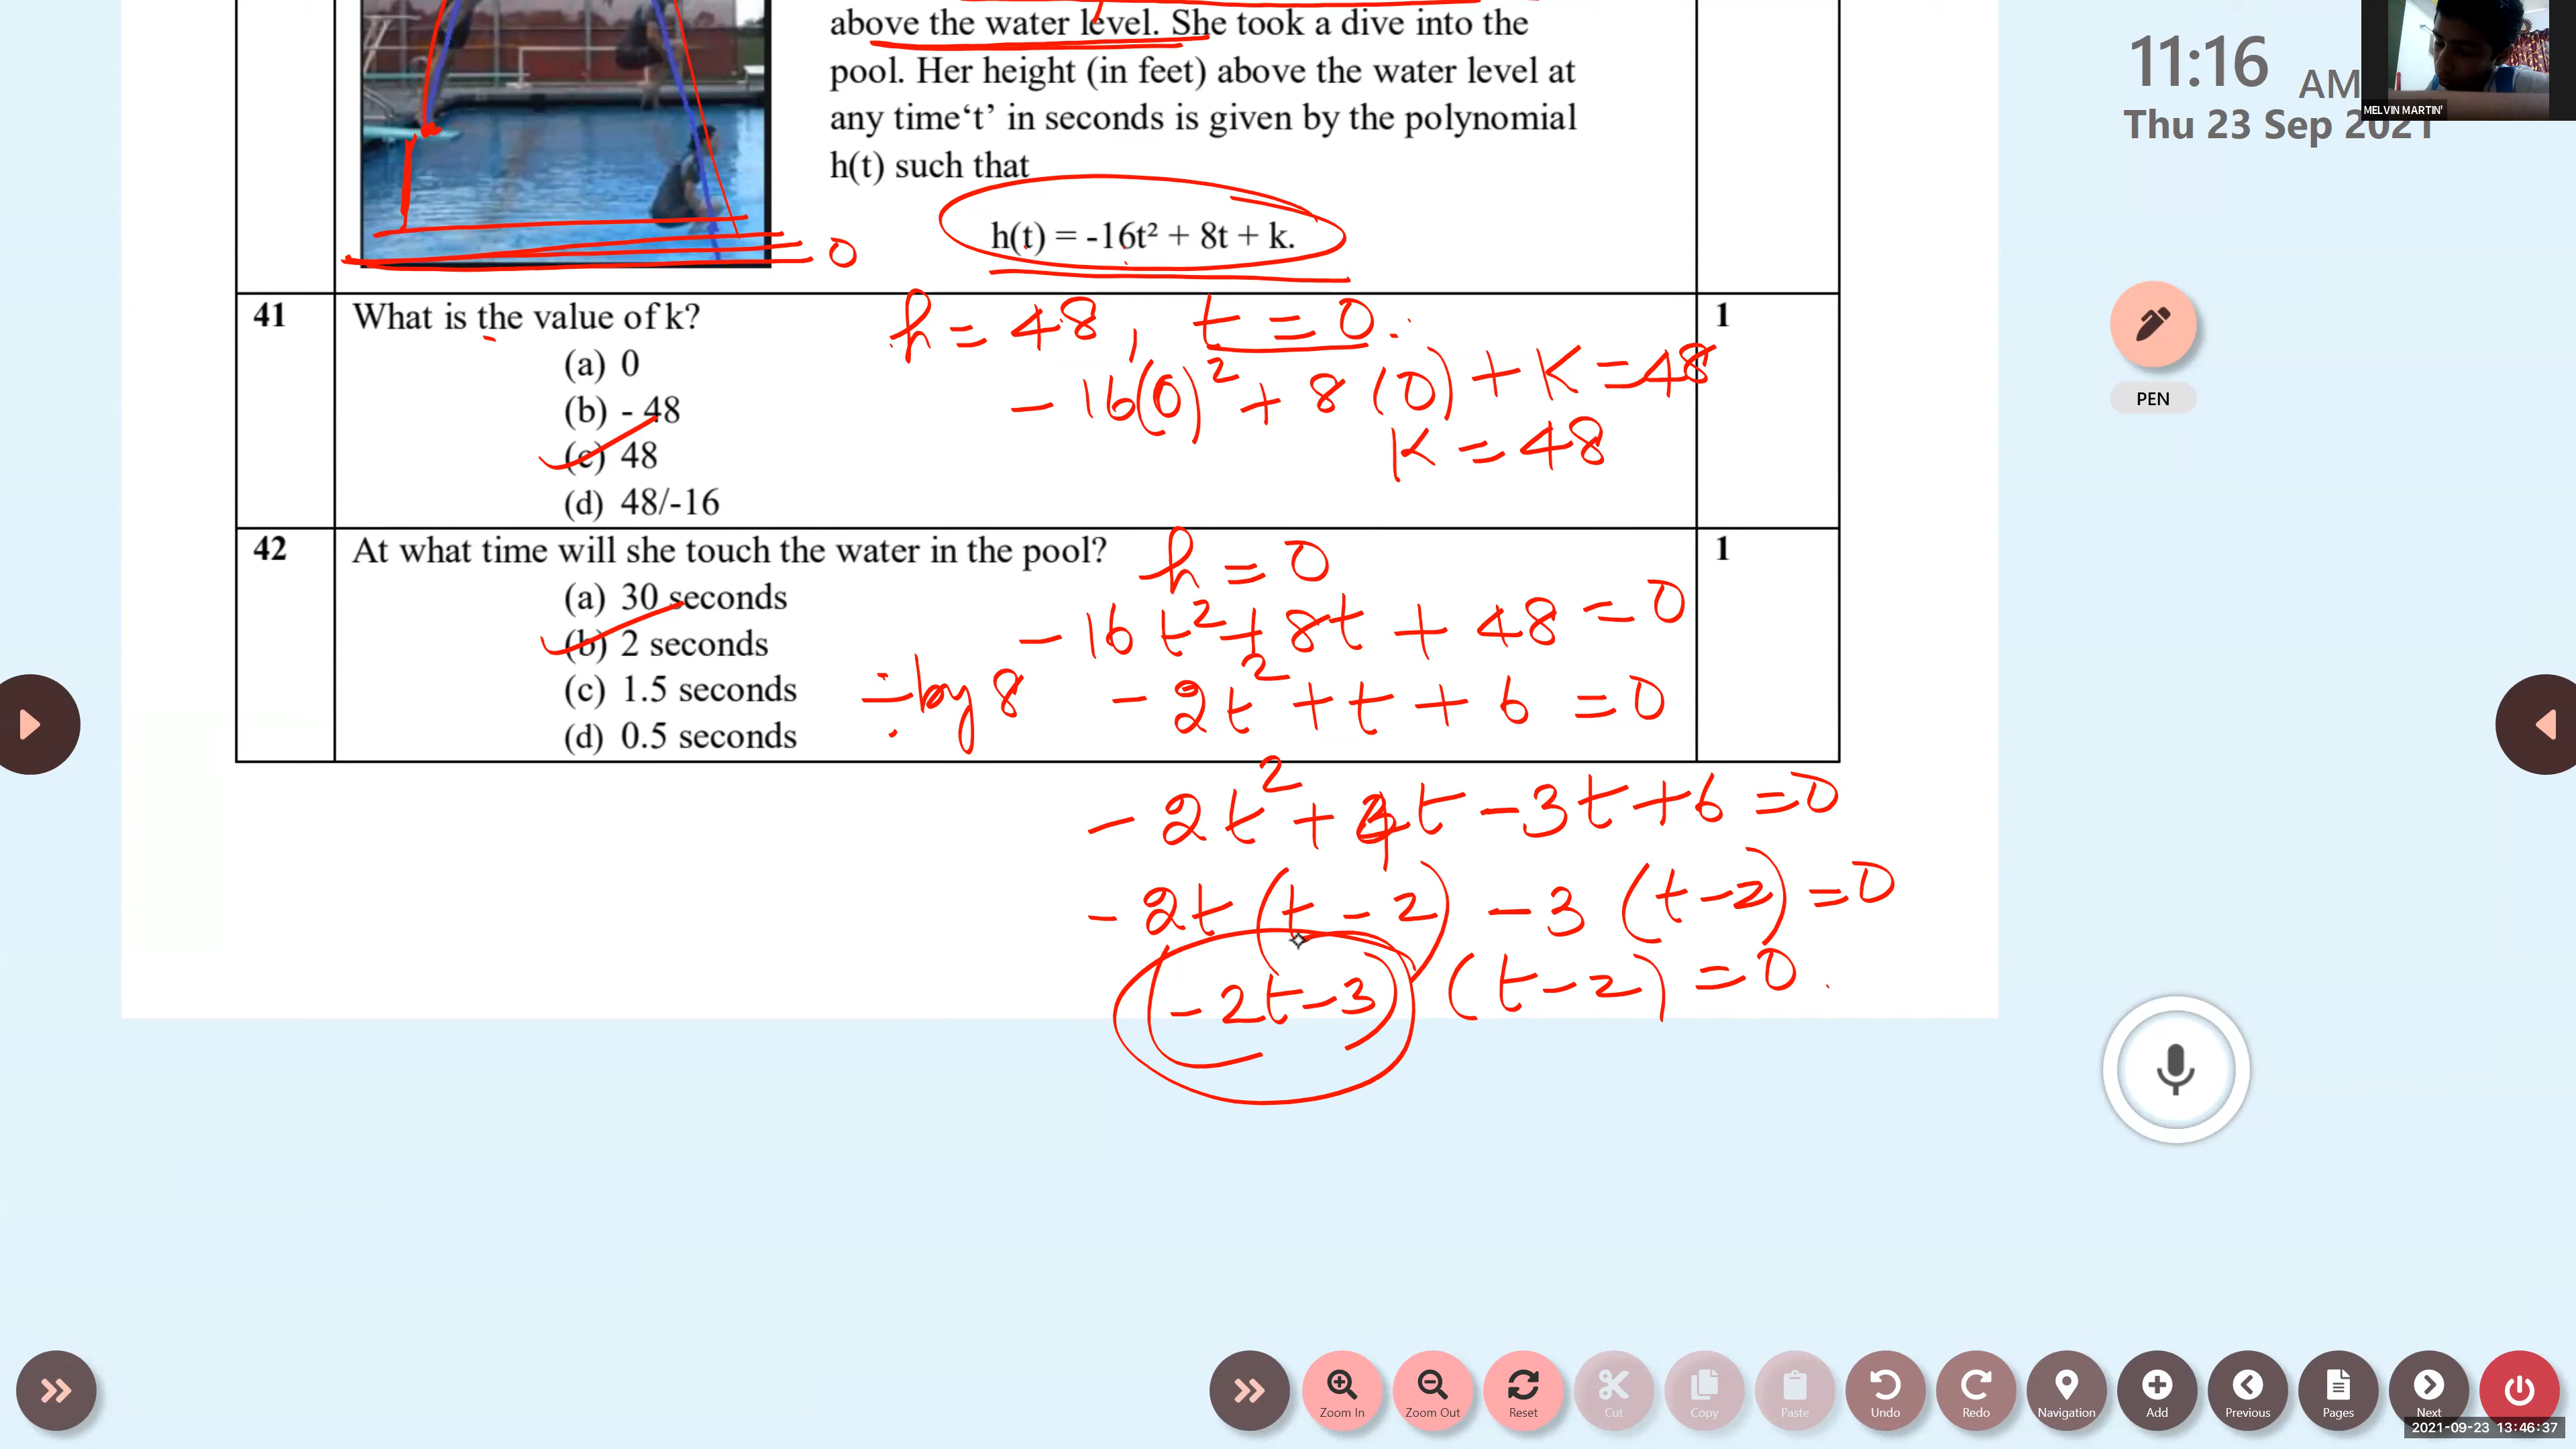 above the water level. She took a dive into the
pool. Her height (in feet) above the water level at
any time‘t’ in seconds is given by the polynomial
h(t) such that
h(t) = -16t² + 8t + k.
0
41 What is the value of k? 1
(a) 0
(b) - 48
(c) 48
(d) 48/-16
h = 48, t = 0
- 16(0)² + 8(0) + K = 48
K = 48
42 At what time will she touch the water in the pool? 1
(a) 30 seconds
(b) 2 seconds
(c) 1.5 seconds
(d) 0.5 seconds
h = 0
- 16t² + 8t + 48 = 0
÷ by 8 - 2t² + t + 6 = 0
- 2t² + 4t - 3t + 6 = 0
- 2t (t - 2) - 3 (t - 2) = 0
(- 2t - 3) (t - 2) = 0
11:16 AM
Thu 23 Sep 2021
MELVIN MARTIN'
PEN
Zoom In Zoom Out Reset Cut Copy Paste Undo Redo Navigation Add Previous Pages Next
2021-09-23 13:46:37